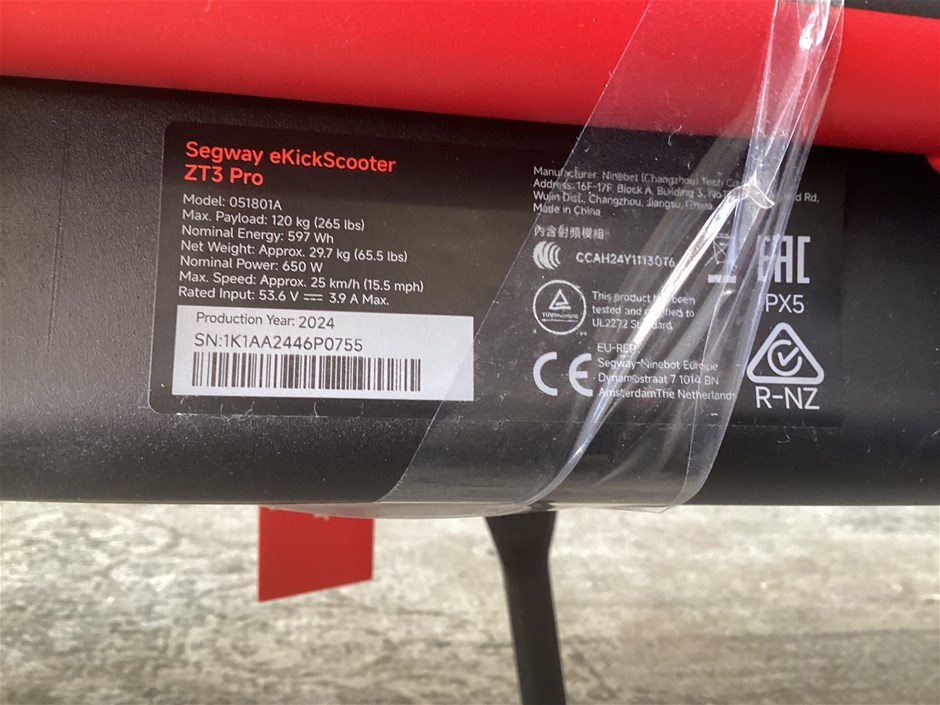 Segway eKickScooter
ZT3 Pro
Model: 051801A
Max. Payload: 120 kg (265 lbs)
Nominal Energy: 597 Wh
Net Weight: Approx. 29.7 kg (65.5 lbs)
Nominal Power: 650 W
Max. Speed: Approx. 25 km/h (15.5 mph)
Rated Input: 53.6 V 3.9 A Max.
Production Year: 2024
SN:1K1AA2446P0755
Manufacturer: Ninebot (Changzhou) Tech
Address: 16F-17F, Block A, Building 3, Rd,
Wujin Dist., Changzhou, Jiangsu, China.
Made in China
內含射頻模組:
CCAH24Y11130T6
EAC
This product been
tested and to
UL2272 Standard.
IPX5
CE
EU-REP
Segway-Ninebot Europe
Dynamostraat 7 1014 BN
AmsterdamThe Netherlands
R-NZ